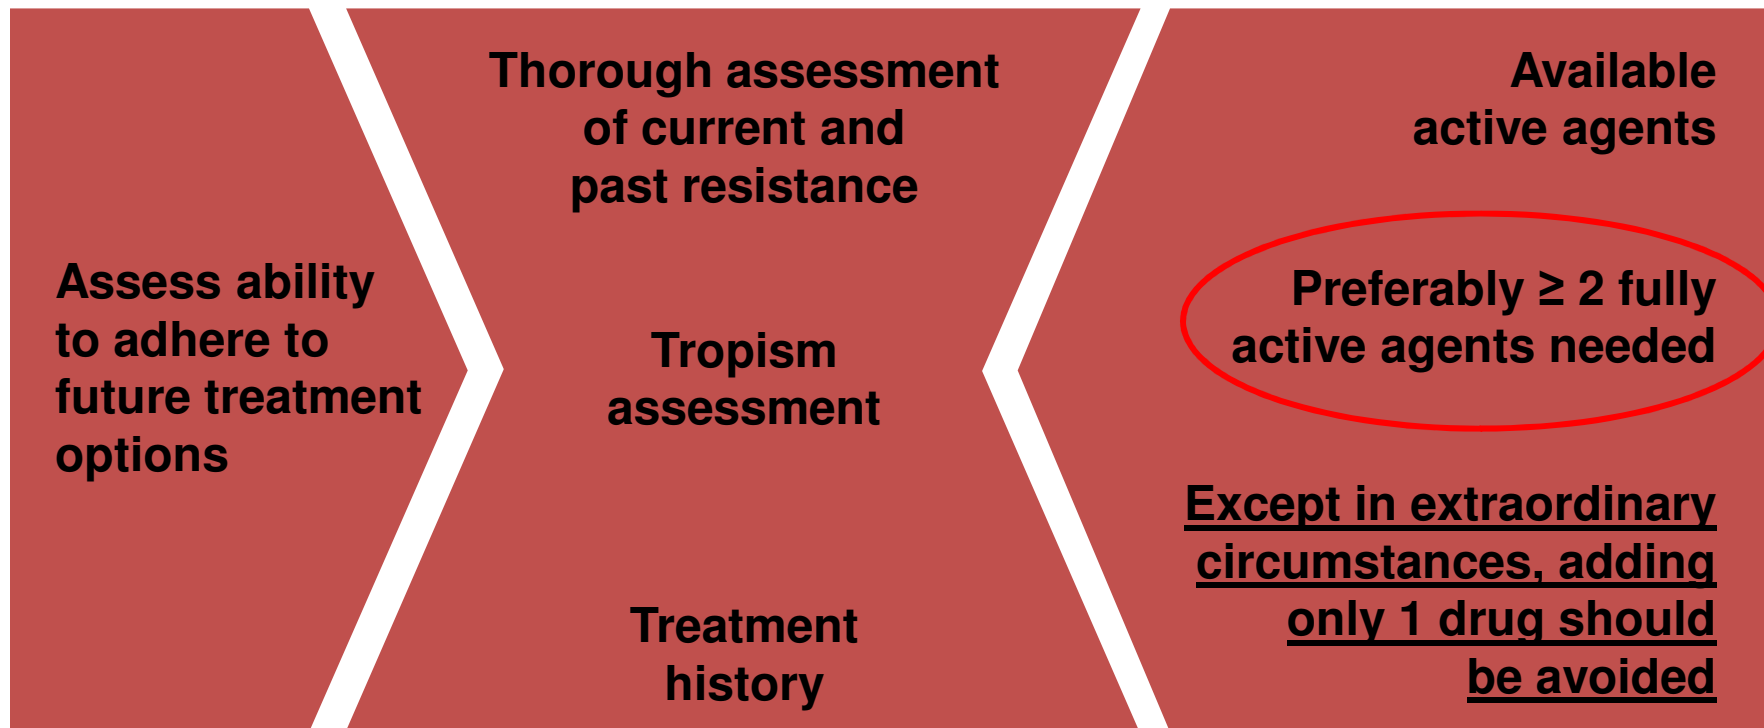 Assess ability
to adhere to
future treatment
options
Thorough assessment
of current and
past resistance
Tropism
assessment
Treatment
history
Available
active agents
Preferably ≥ 2 fully
active agents needed
Except in extraordinary
circumstances, adding
only 1 drug should
be avoided